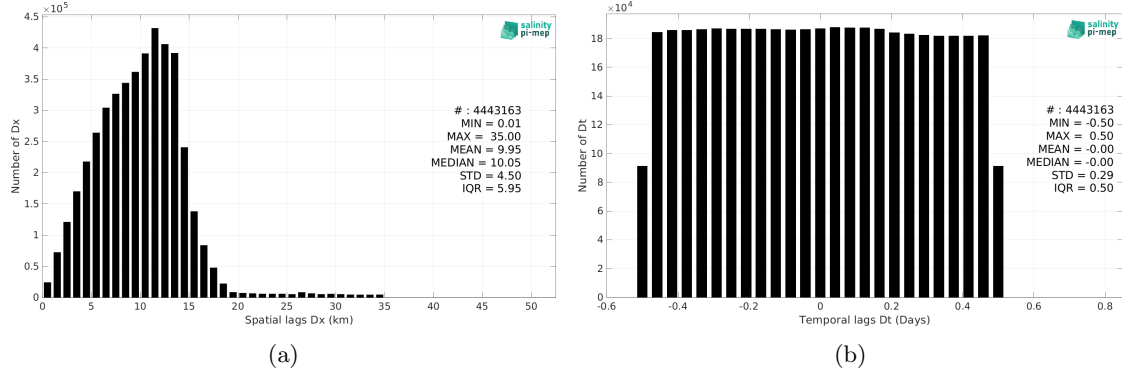 ×10⁵
4.5
4
3.5
3
2.5
2
1.5
1
0.5
0
Number of Dx
salinity
pi-mep
# : 4443163
MIN = 0.01
MAX = 35.00
MEAN = 9.95
MEDIAN = 10.05
STD = 4.50
IQR = 5.95
0 5 10 15 20 25 30 35 40 45 50
Spatial lags Dx (km)
(a)
×10⁴
18
16
14
12
10
8
6
4
2
0
Number of Dt
salinity
pi-mep
# : 4443163
MIN = -0.50
MAX = 0.50
MEAN = -0.00
MEDIAN = -0.00
STD = 0.29
IQR = 0.50
-0.6 -0.4 -0.2 0 0.2 0.4 0.6 0.8
Temporal lags Dt (Days)
(b)